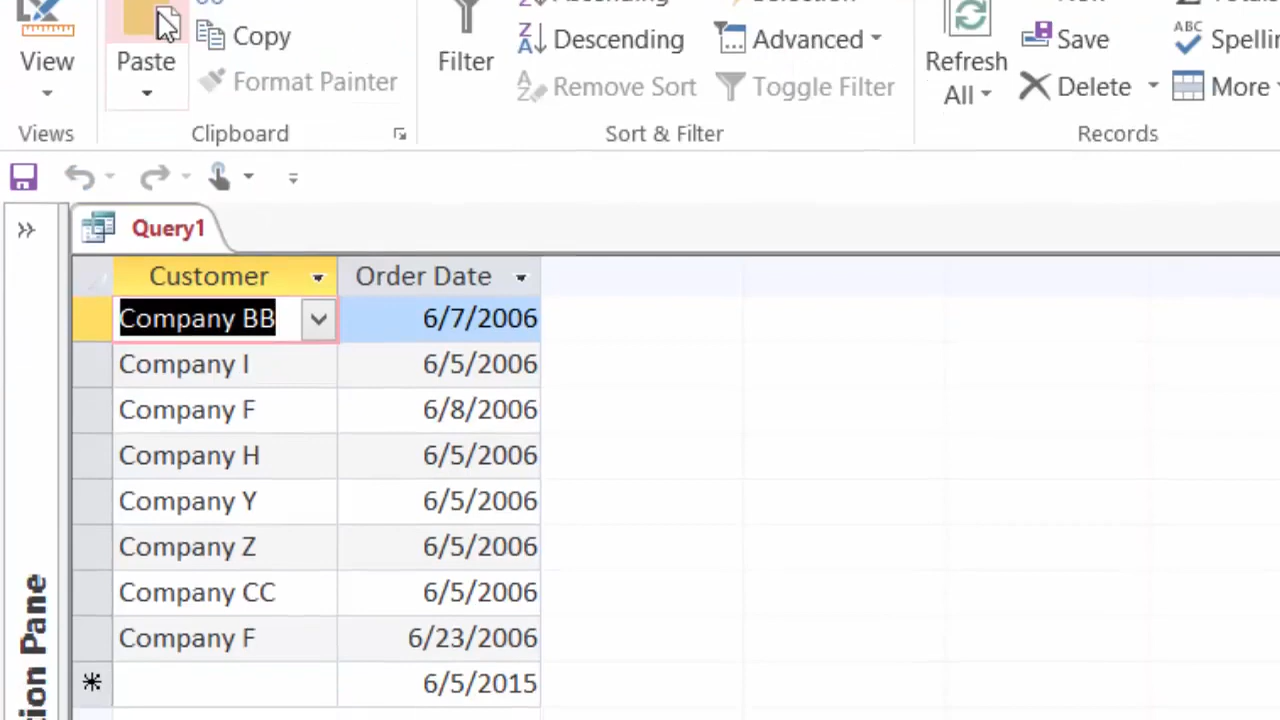 View
Paste
Copy
Format Painter
Filter
Descending
Remove Sort
Advanced
Toggle Filter
Refresh
All
Save
Delete
More
Views
Clipboard
Sort & Filter
Records
Query1
Customer Order Date
Company BB 6/7/2006
Company I 6/5/2006
Company F 6/8/2006
Company H 6/5/2006
Company Y 6/5/2006
Company Z 6/5/2006
Company CC 6/5/2006
Company F 6/23/2006
6/5/2015
tion Pane